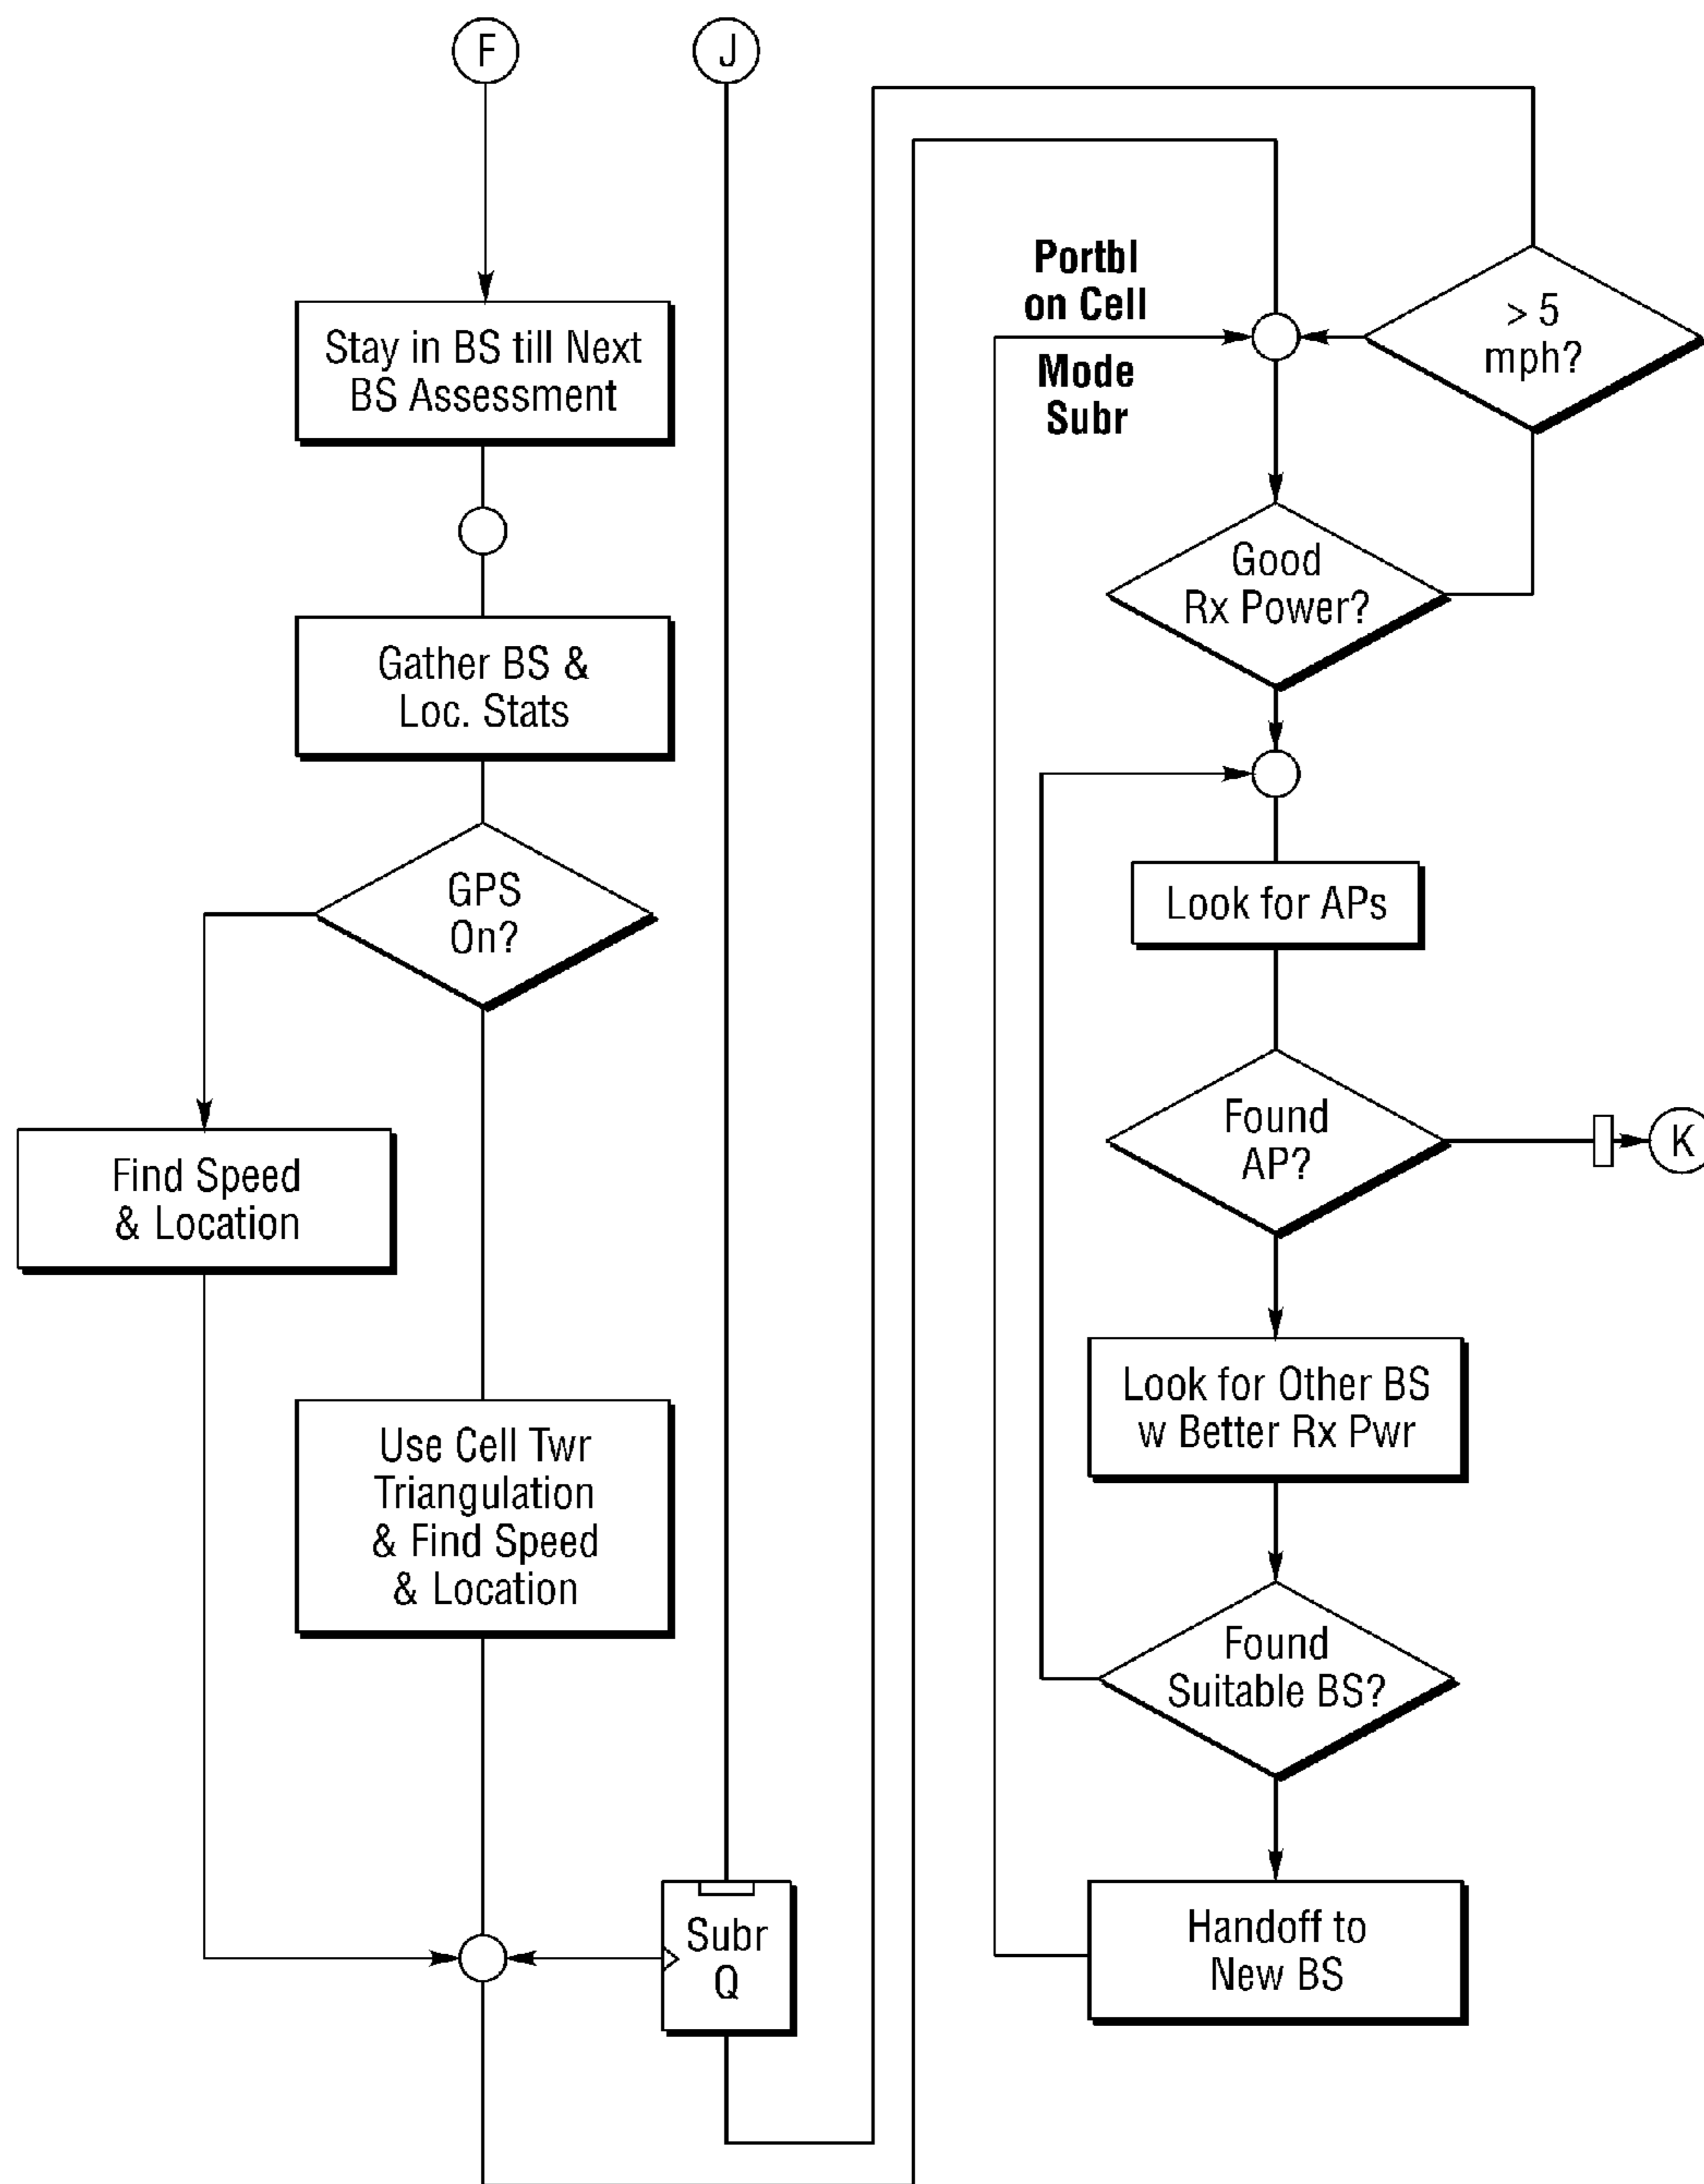 F
Stay in BS till Next
BS Assessment
Gather BS &
Loc. Stats
GPS
On?
Find Speed
& Location
Use Cell Twr
Triangulation
& Find Speed
& Location
J
Subr
Q
Portbl
on Cell
Mode
Subr
> 5
mph?
Good
Rx Power?
Look for APs
Found
AP?
K
Look for Other BS
w Better Rx Pwr
Found
Suitable BS?
Handoff to
New BS